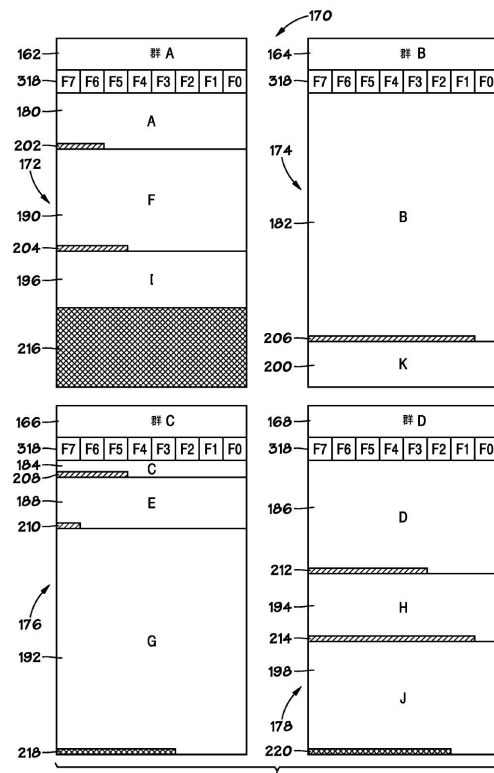 170
162 群 A
318 F7 F6 F5 F4 F3 F2 F1 F0
180 A
202
172
190 F
204
196 I
216
164 群 B
318 F7 F6 F5 F4 F3 F2 F1 F0
174
182 B
206
200 K
166 群 C
318 F7 F6 F5 F4 F3 F2 F1 F0
184 C
208
188 E
210
176
192 G
218
168 群 D
318 F7 F6 F5 F4 F3 F2 F1 F0
186 D
212
194 H
214
198 J
178
220